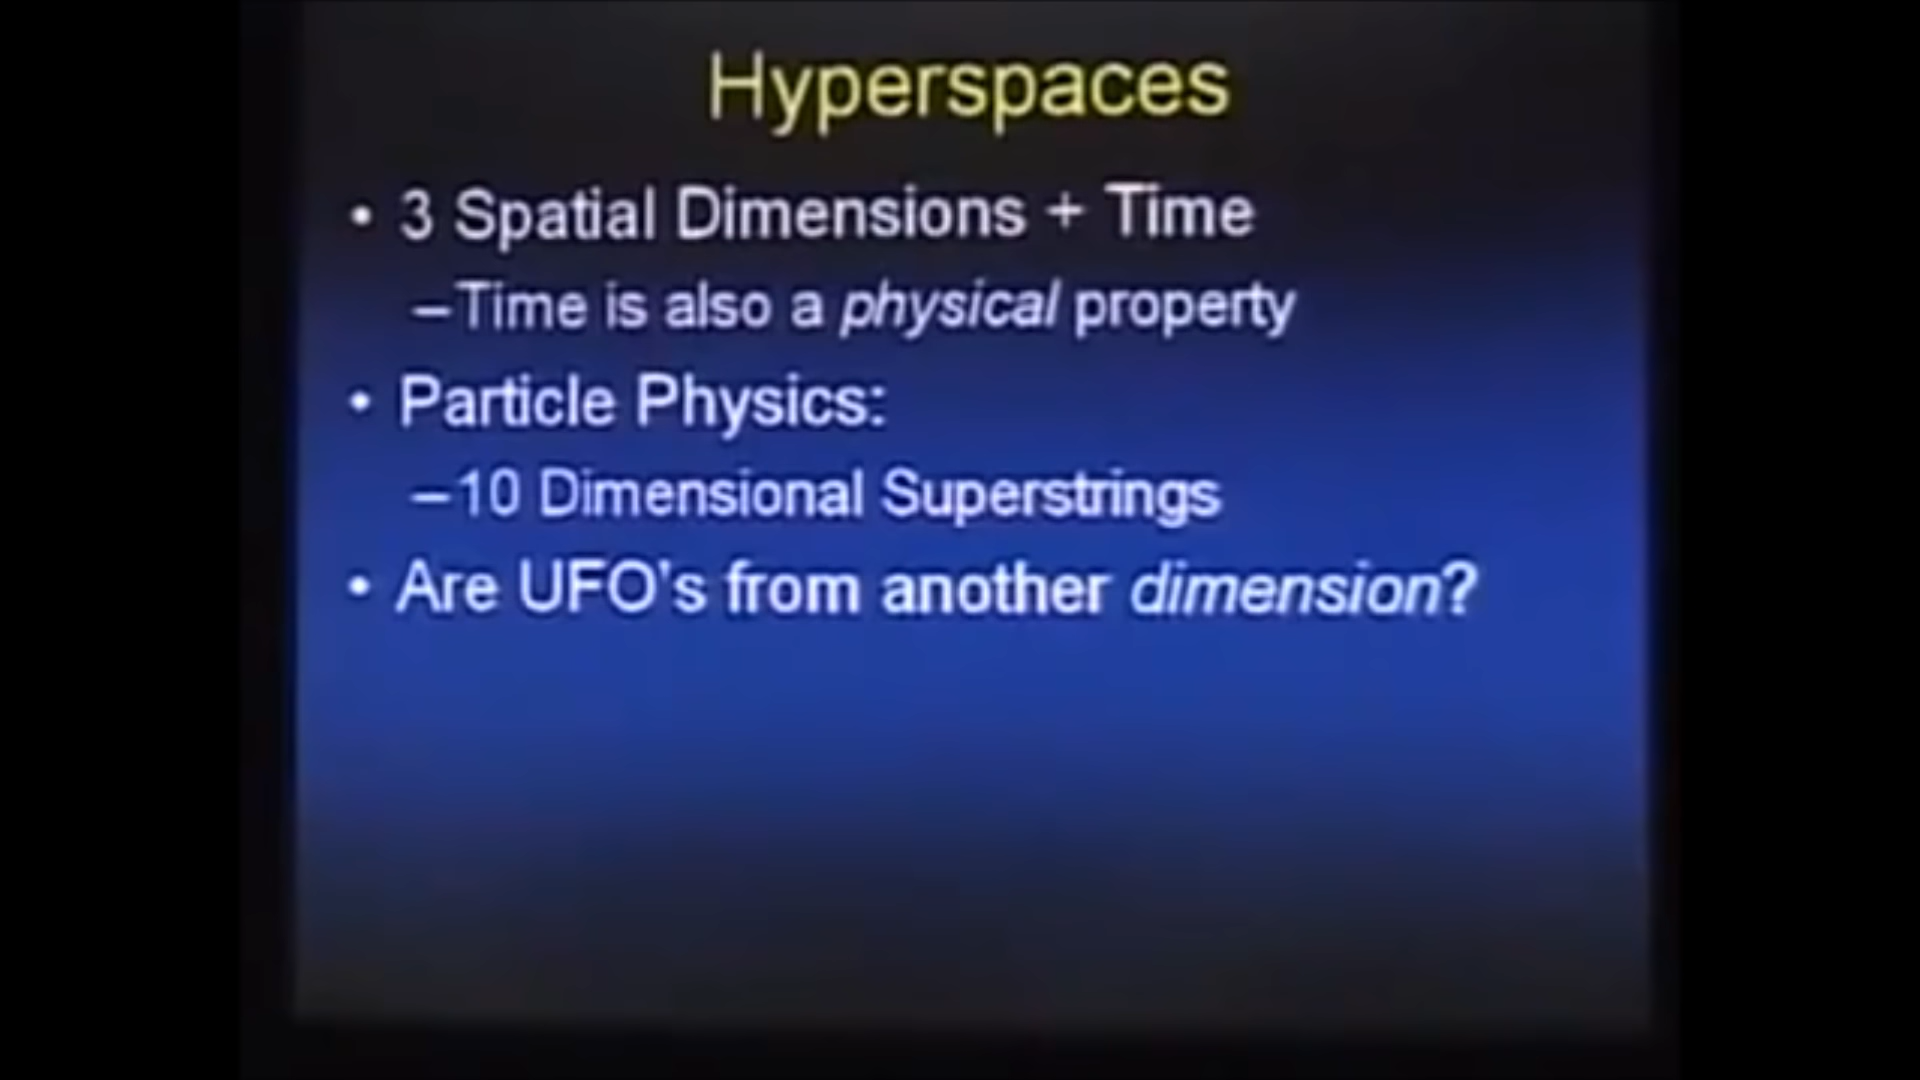 Hyperspaces
• 3 Spatial Dimensions + Time
–Time is also a physical property
• Particle Physics:
–10 Dimensional Superstrings
• Are UFO's from another dimension?